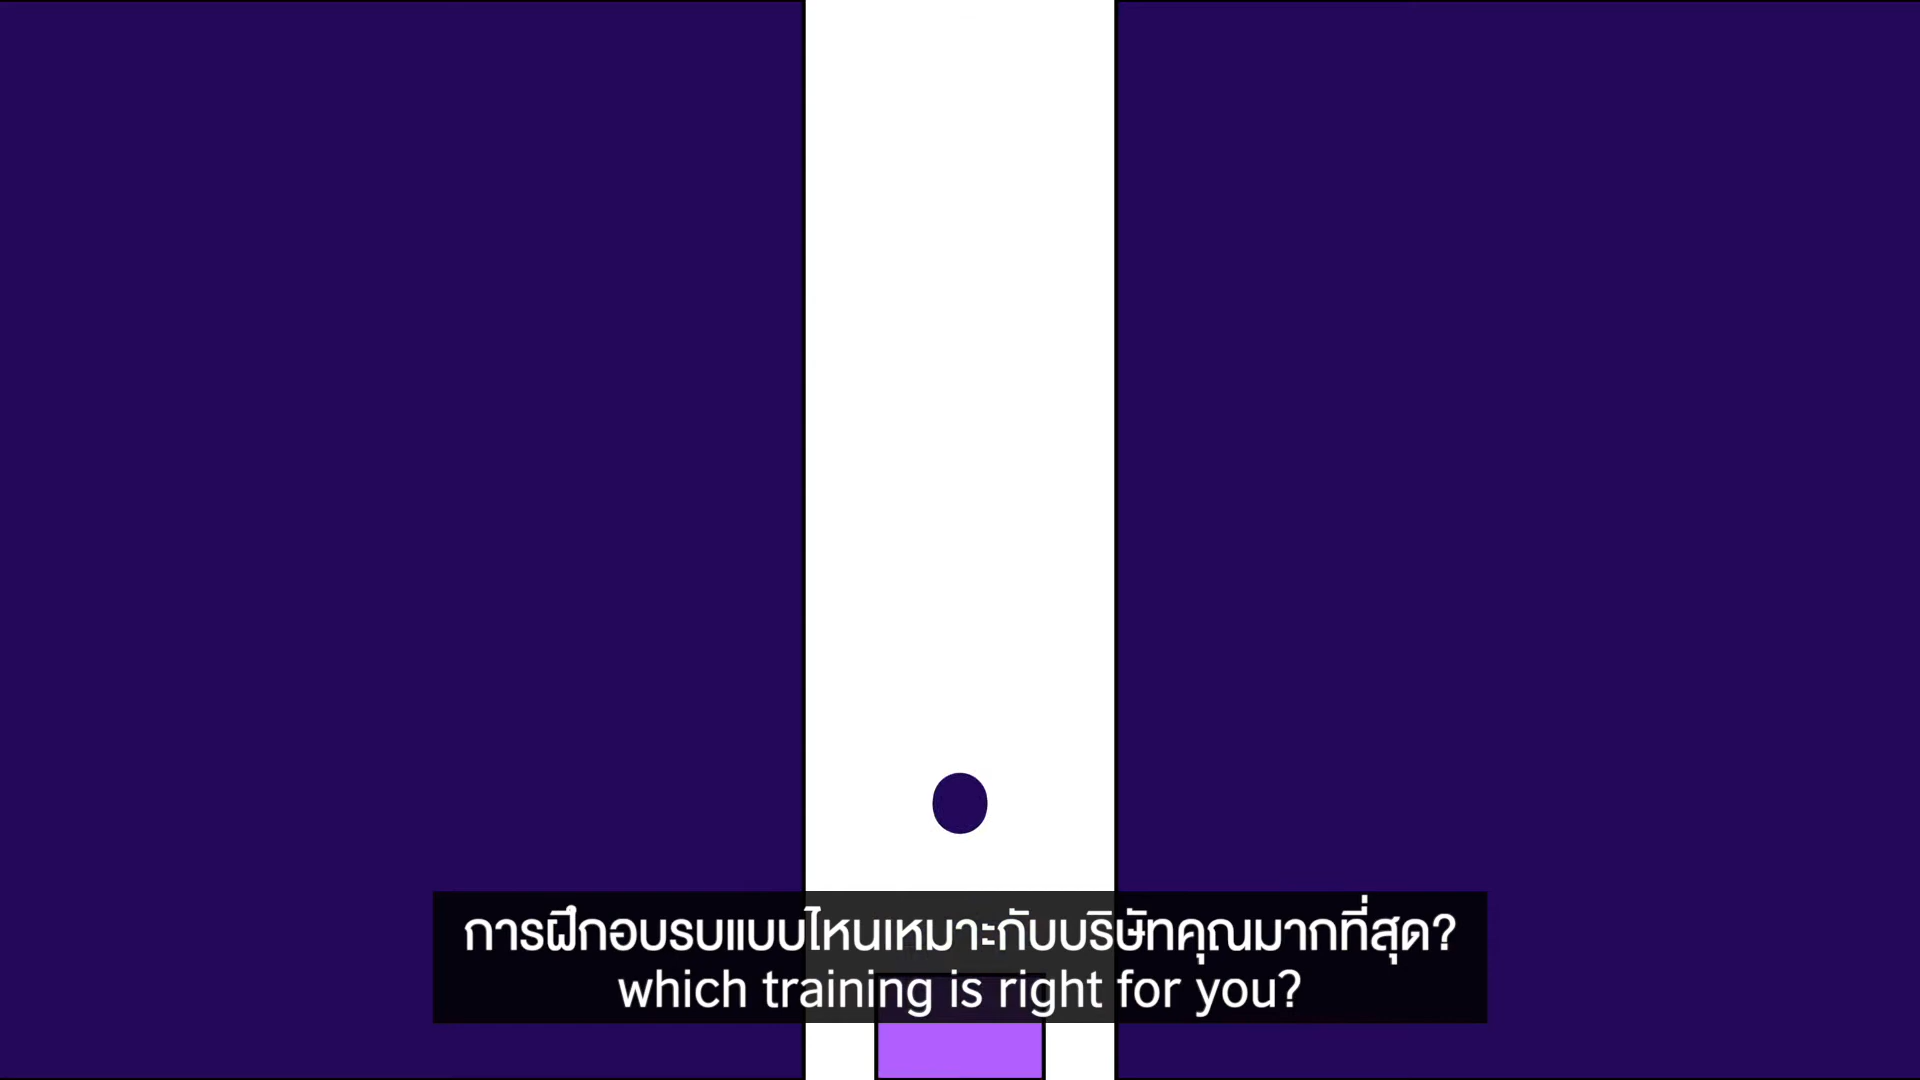 การฝึกอบรบแบบไหนเหมาะกับบริษัทคุณมากที่สุด?
which training is right for you?